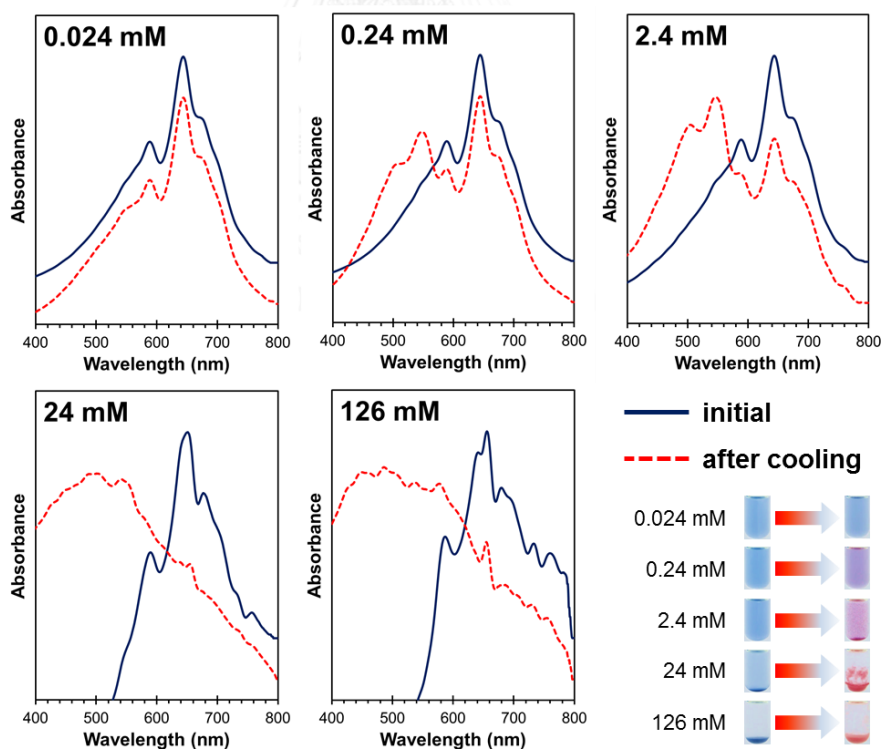 0.024 mM
Absorbance
400 500 600 700 800
Wavelength (nm)
0.24 mM
Absorbance
400 500 600 700 800
Wavelength (nm)
2.4 mM
Absorbance
400 500 600 700 800
Wavelength (nm)
24 mM
Absorbance
400 500 600 700 800
Wavelength (nm)
126 mM
Absorbance
400 500 600 700 800
Wavelength (nm)
initial
after cooling
0.024 mM
0.24 mM
2.4 mM
24 mM
126 mM